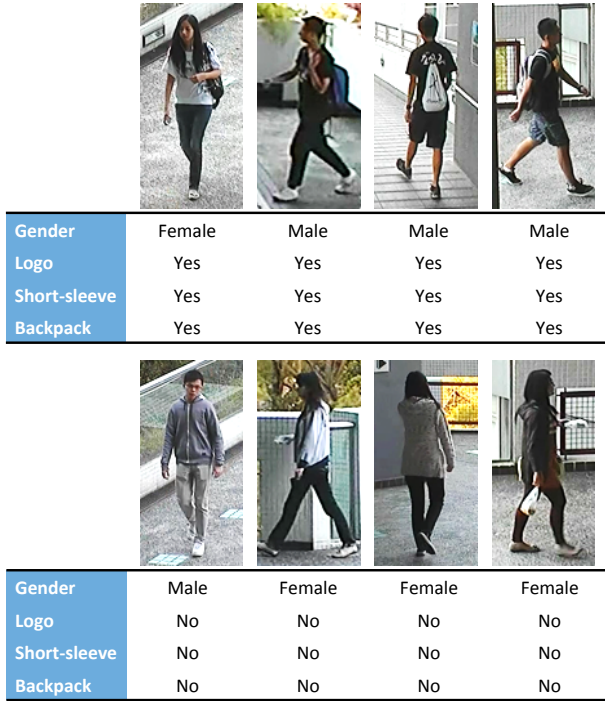 Gender Female Male Male Male
Logo Yes Yes Yes Yes
Short-sleeve Yes Yes Yes Yes
Backpack Yes Yes Yes Yes
Gender Male Female Female Female
Logo No No No No
Short-sleeve No No No No
Backpack No No No No